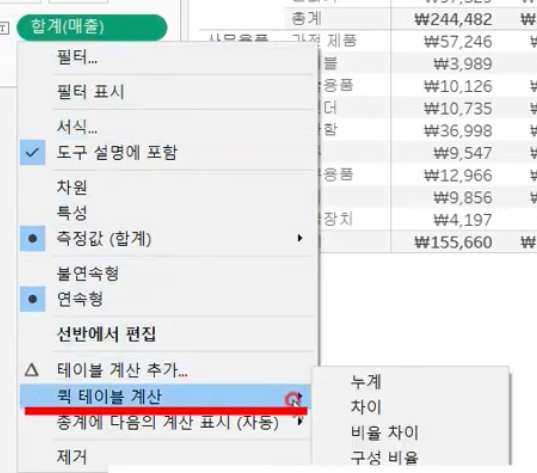 합계(매출)
필터...
필터 표시
서식...
도구 설명에 포함
차원
특성
측정값 (합계)
불연속형
연속형
선반에서 편집
테이블 계산 추가...
퀵 테이블 계산
총계에 다음의 계산 표시 (자동)
제거
누계
차이
비율 차이
구성 비율
총계 ₩244,482
사무용품 가전 제품 ₩57,246
블 ₩3,989
용품 ₩10,126
더 ₩10,735
함 ₩36,998
₩9,547
용품 ₩12,966
₩9,856
장치 ₩4,197
₩155,660